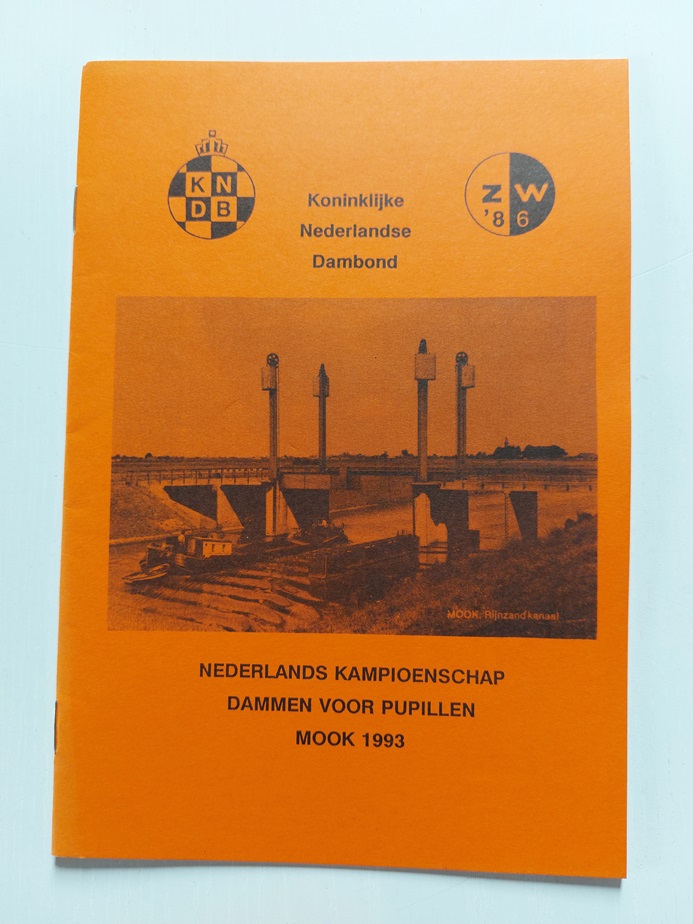 KN
DB
Koninklijke
Nederlandse
Dambond
ZW
'86
MOOK. Rijnzandkanaal
NEDERLANDS KAMPIOENSCHAP
DAMMEN VOOR PUPILLEN
MOOK 1993